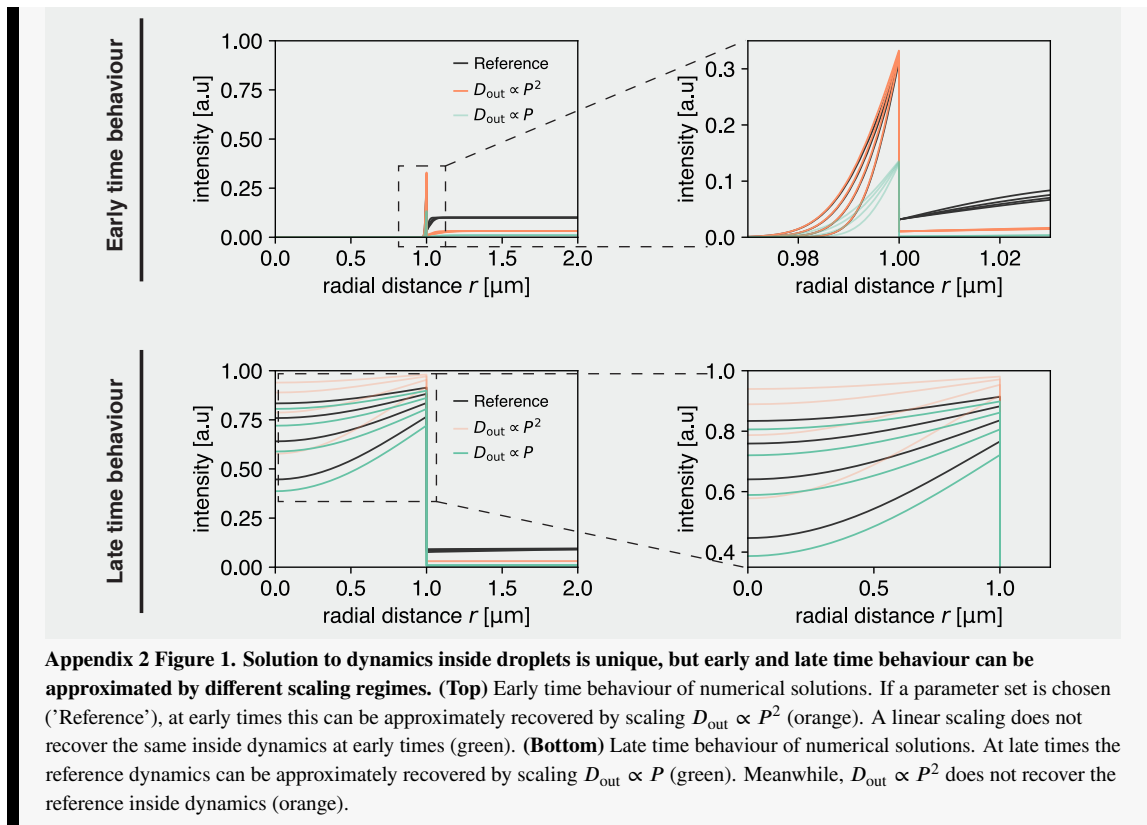 Early time behaviour
1.00
0.75
0.50
0.25
0.00
intensity [a.u]
0.0
0.5
1.0
1.5
2.0
radial distance r [µm]
Reference
D_out ∝ P²
D_out ∝ P
0.3
0.2
0.1
0.0
intensity [a.u]
0.98
1.00
1.02
radial distance r [µm]
Late time behaviour
1.00
0.75
0.50
0.25
0.00
intensity [a.u]
0.0
0.5
1.0
1.5
2.0
radial distance r [µm]
Reference
D_out ∝ P²
D_out ∝ P
1.0
0.8
0.6
0.4
intensity [a.u]
0.0
0.5
1.0
radial distance r [µm]
Appendix 2 Figure 1. Solution to dynamics inside droplets is unique, but early and late time behaviour can be
approximated by different scaling regimes. (Top) Early time behaviour of numerical solutions. If a parameter set is chosen
('Reference'), at early times this can be approximately recovered by scaling D_out ∝ P² (orange). A linear scaling does not
recover the same inside dynamics at early times (green). (Bottom) Late time behaviour of numerical solutions. At late times the
reference dynamics can be approximately recovered by scaling D_out ∝ P (green). Meanwhile, D_out ∝ P² does not recover the
reference inside dynamics (orange).